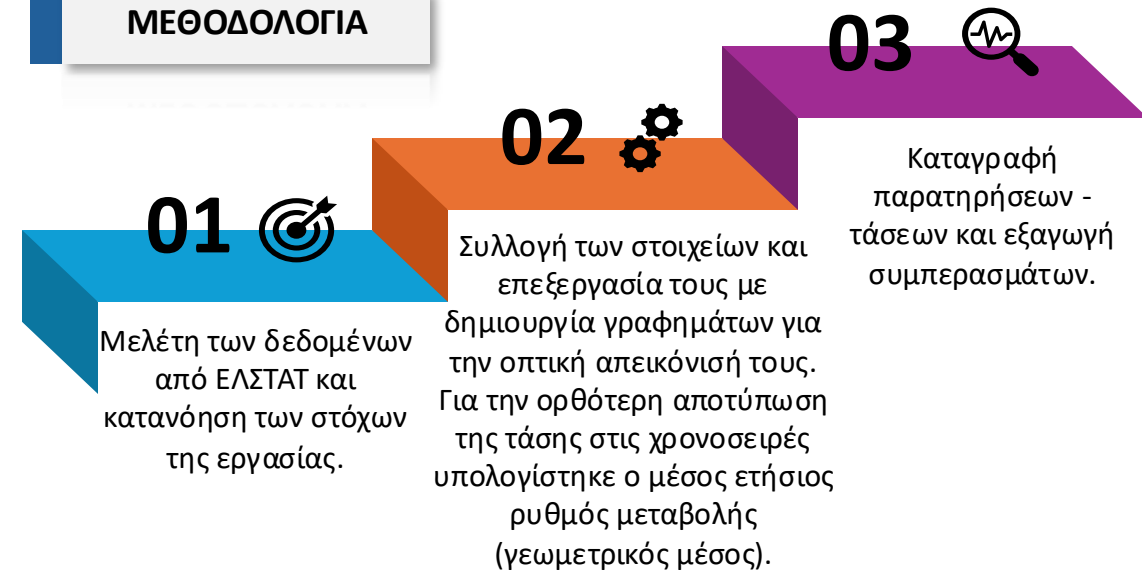 ΜΕΘΟΔΟΛΟΓΙΑ
01
Μελέτη των δεδομένων
από ΕΛΣΤΑΤ και
κατανόηση των στόχων
της εργασίας.
02
Συλλογή των στοιχείων και
επεξεργασία τους με
δημιουργία γραφημάτων για
την οπτική απεικόνισή τους.
Για την ορθότερη αποτύπωση
της τάσης στις χρονοσειρές
υπολογίστηκε ο μέσος ετήσιος
ρυθμός μεταβολής
(γεωμετρικός μέσος).
03
Καταγραφή
παρατηρήσεων -
τάσεων και εξαγωγή
συμπερασμάτων.